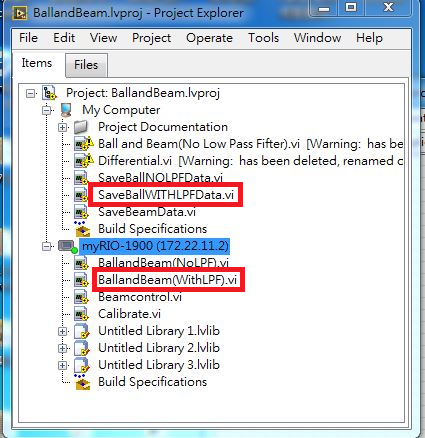 BallandBeam.lvproj - Project Explorer
File Edit View Project Operate Tools Window Help
Items Files
Project: BallandBeam.lvproj
My Computer
Project Documentation
Ball and Beam(No Low Pass Fifter).vi [Warning: has be
Differential.vi [Warning: has been deleted, renamed c
SaveBallNOLPFData.vi
SaveBallWITHLPFData.vi
SaveBeamData.vi
Build Specifications
myRIO-1900 (172.22.11.2)
BallandBeam(NoLPF).vi
BallandBeam(WithLPF).vi
Beamcontrol.vi
Calibrate.vi
Untitled Library 1.lvlib
Untitled Library 2.lvlib
Untitled Library 3.lvlib
Build Specifications